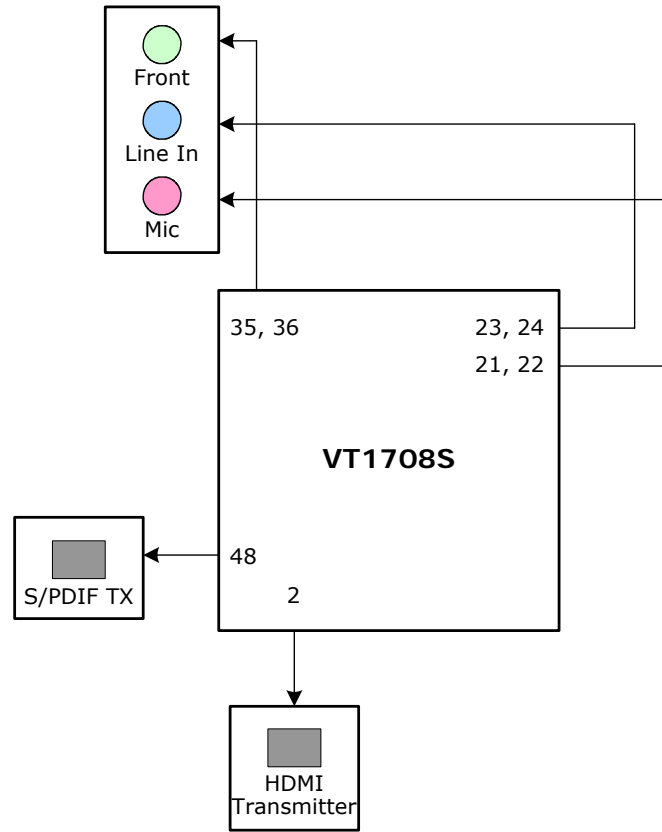 Front
Line In
Mic
35, 36
23, 24
21, 22
VT1708S
48
2
S/PDIF TX
HDMI
Transmitter